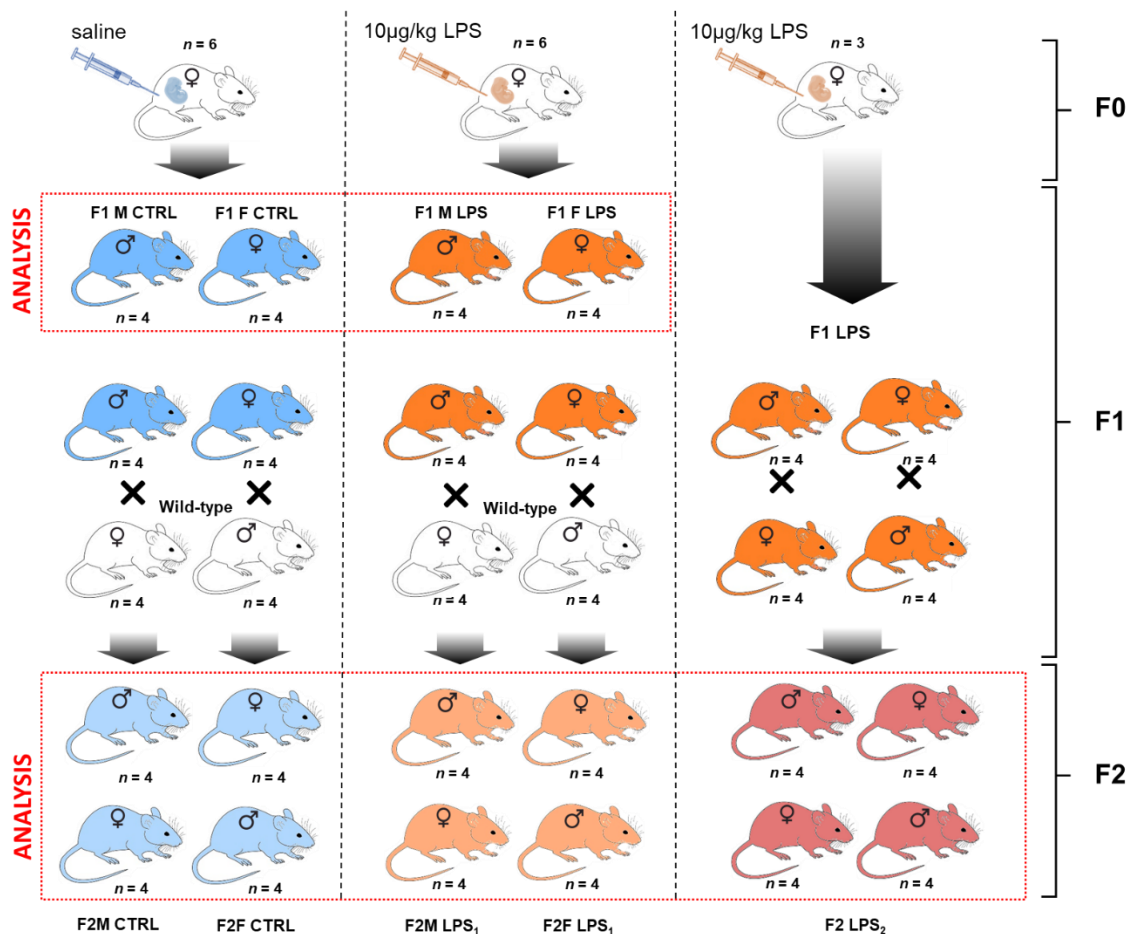 saline
n = 6
♀
10µg/kg LPS
n = 6
♀
10µg/kg LPS
n = 3
♀
F0
ANALYSIS
F1 M CTRL F1 F CTRL F1 M LPS F1 F LPS
♂ ♀ ♂ ♀
n = 4 n = 4 n = 4 n = 4
F1 LPS
F1
♂ ♀ ♂ ♀ ♂ ♀
n = 4 n = 4 n = 4 n = 4 n = 4 n = 4
Wild-type Wild-type
♀ ♂ ♀ ♂ ♀ ♂
n = 4 n = 4 n = 4 n = 4 n = 4 n = 4
ANALYSIS
♂ ♀ ♂ ♀ ♂ ♀
n = 4 n = 4 n = 4 n = 4 n = 4 n = 4
F2
♀ ♂ ♀ ♂ ♀ ♂
n = 4 n = 4 n = 4 n = 4 n = 4 n = 4
F2M CTRL F2F CTRL F2M LPS₁ F2F LPS₁ F2 LPS₂